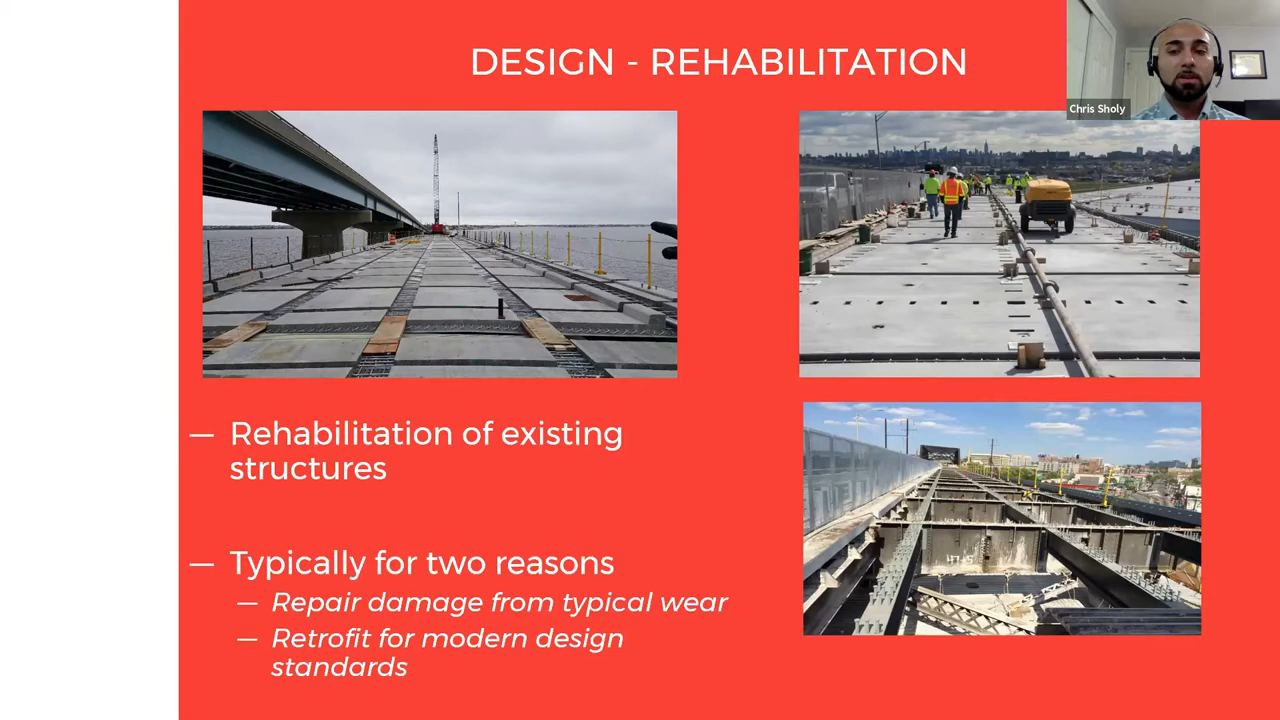 DESIGN - REHABILITATION
Chris Sholy
— Rehabilitation of existing
structures
— Typically for two reasons
— Repair damage from typical wear
— Retrofit for modern design
standards